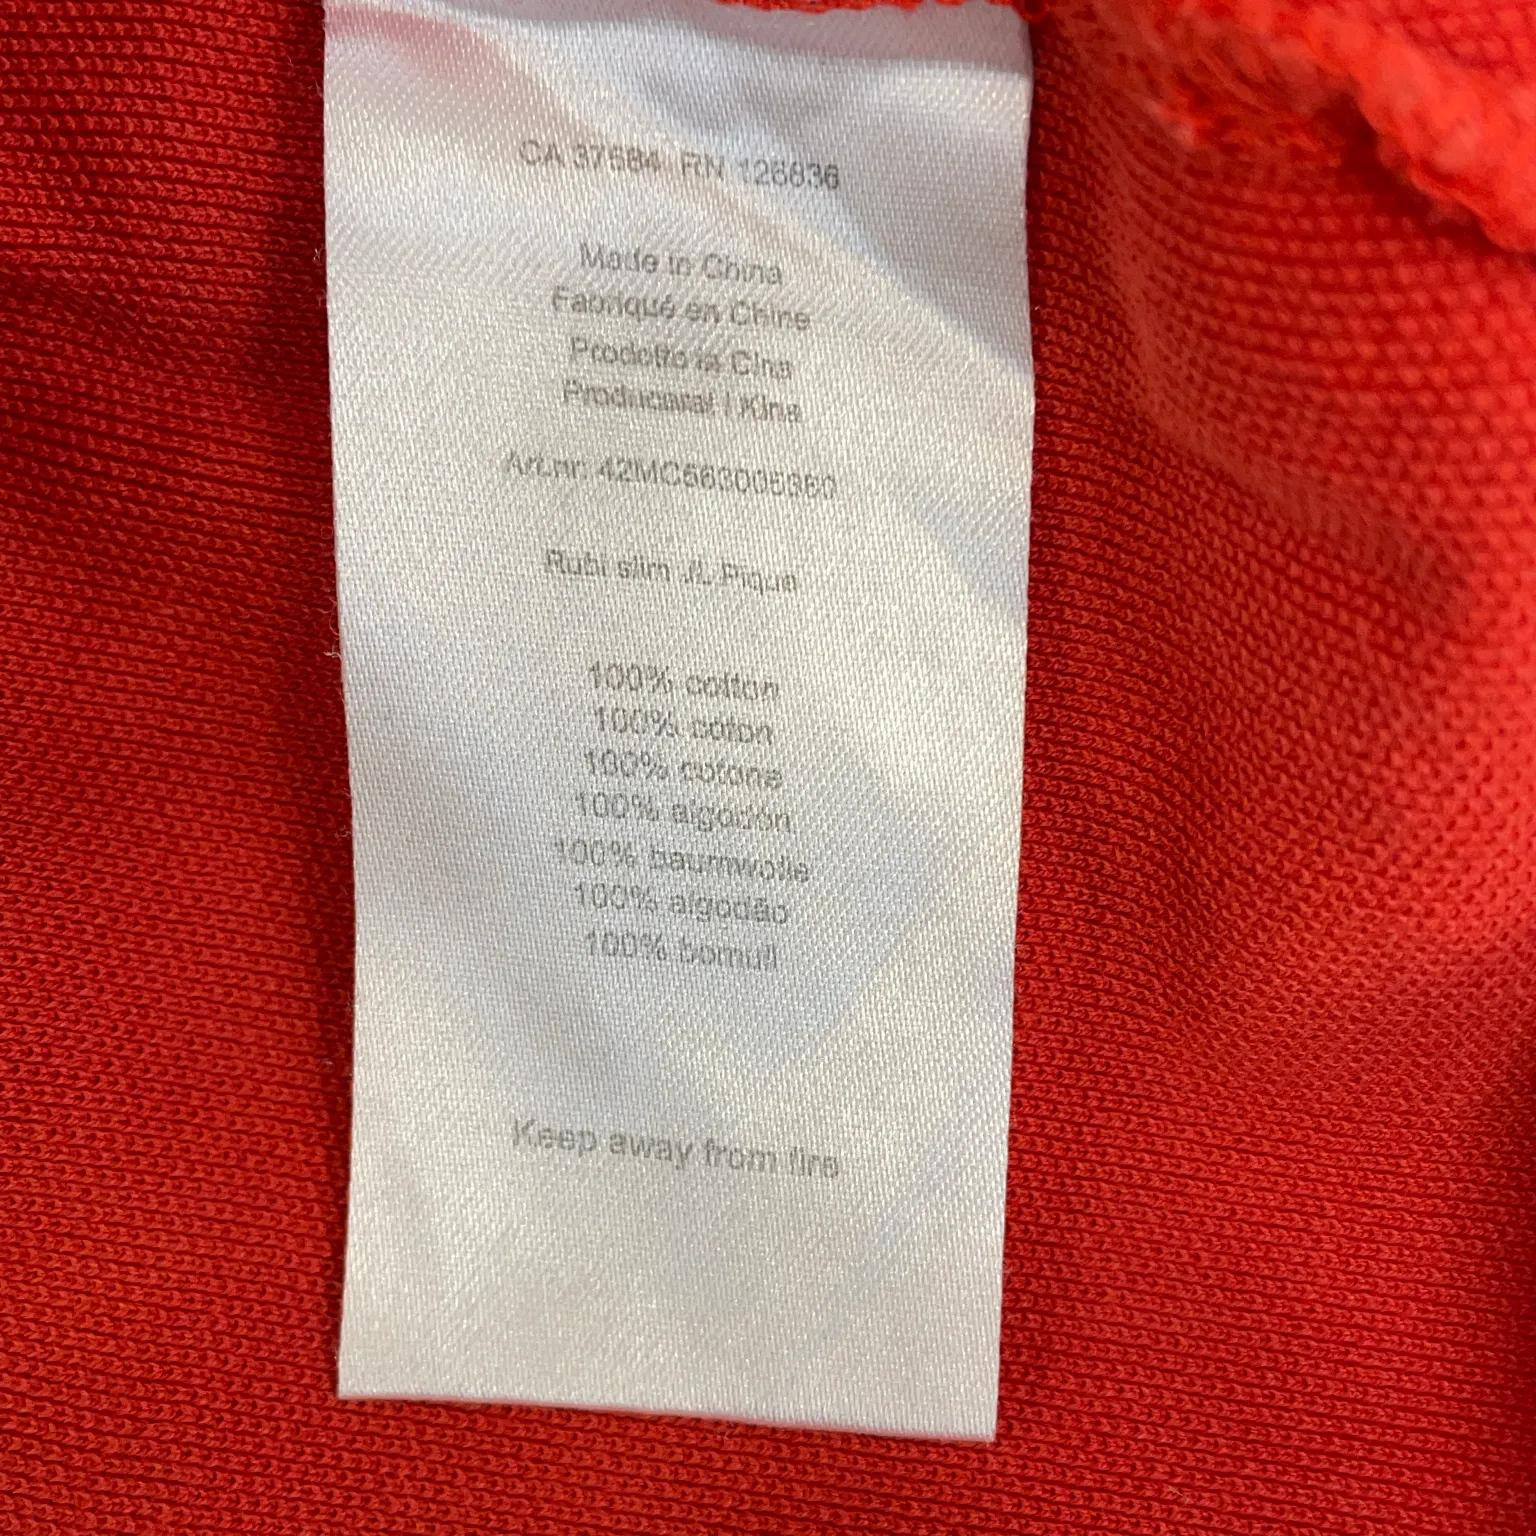 CA 37684 RN 126836
Made in China
Fabriqué en Chine
Prodotto in Cina
Producerat i Kina
Art.nr: 42MC563005380
Rubi slim JL Pique
100% cotton
100% coton
100% cotone
100% algodón
100% baumwolle
100% algodão
100% bomull
Keep away from fire